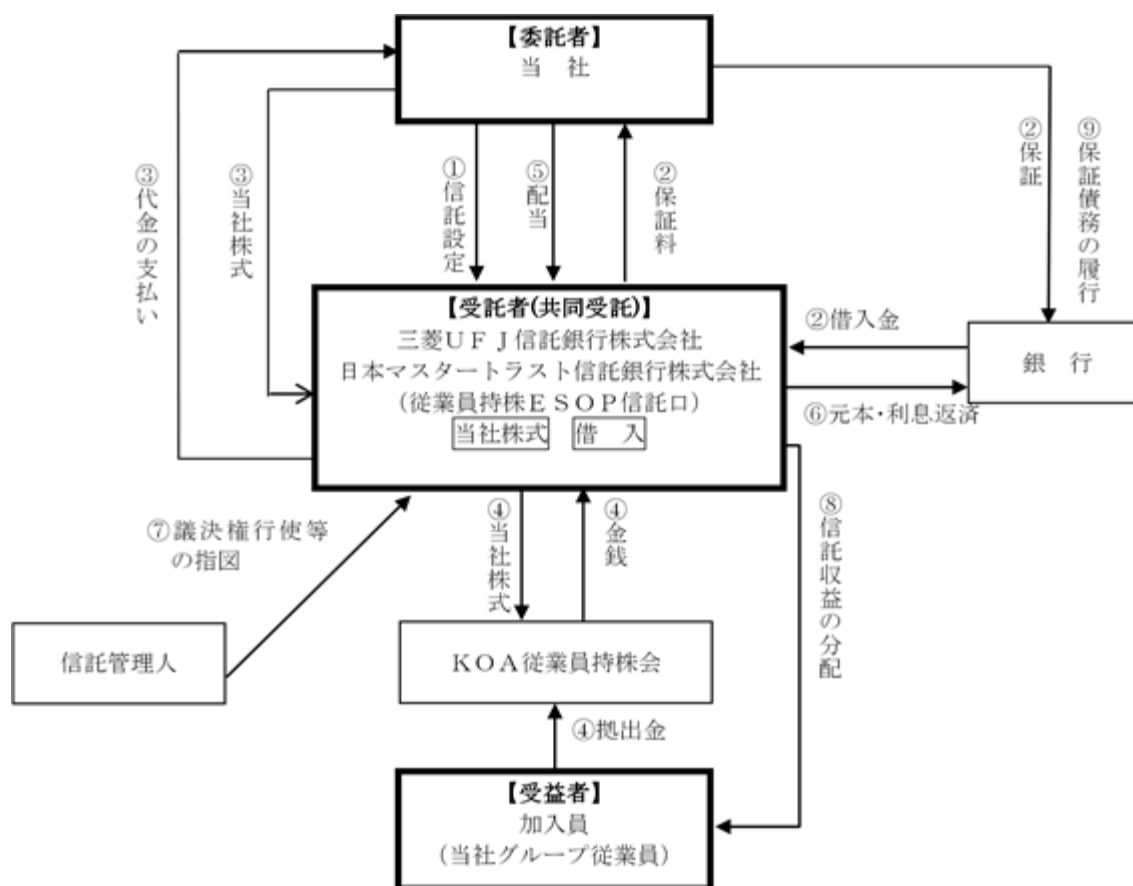 【委託者】
当　社
③代金の支払い
③当社株式
①信託設定
⑤配当
②保証料
②保証
⑨保証債務の履行
【受託者(共同受託)】
三菱ＵＦＪ信託銀行株式会社
日本マスタートラスト信託銀行株式会社
（従業員持株ＥＳＯＰ信託口）
当社株式　借　入
②借入金
銀　行
⑥元本・利息返済
⑦議決権行使等
の指図
④当社株式
④金銭
⑧信託収益の分配
信託管理人
ＫＯＡ従業員持株会
④拠出金
【受益者】
加入員
（当社グループ従業員）